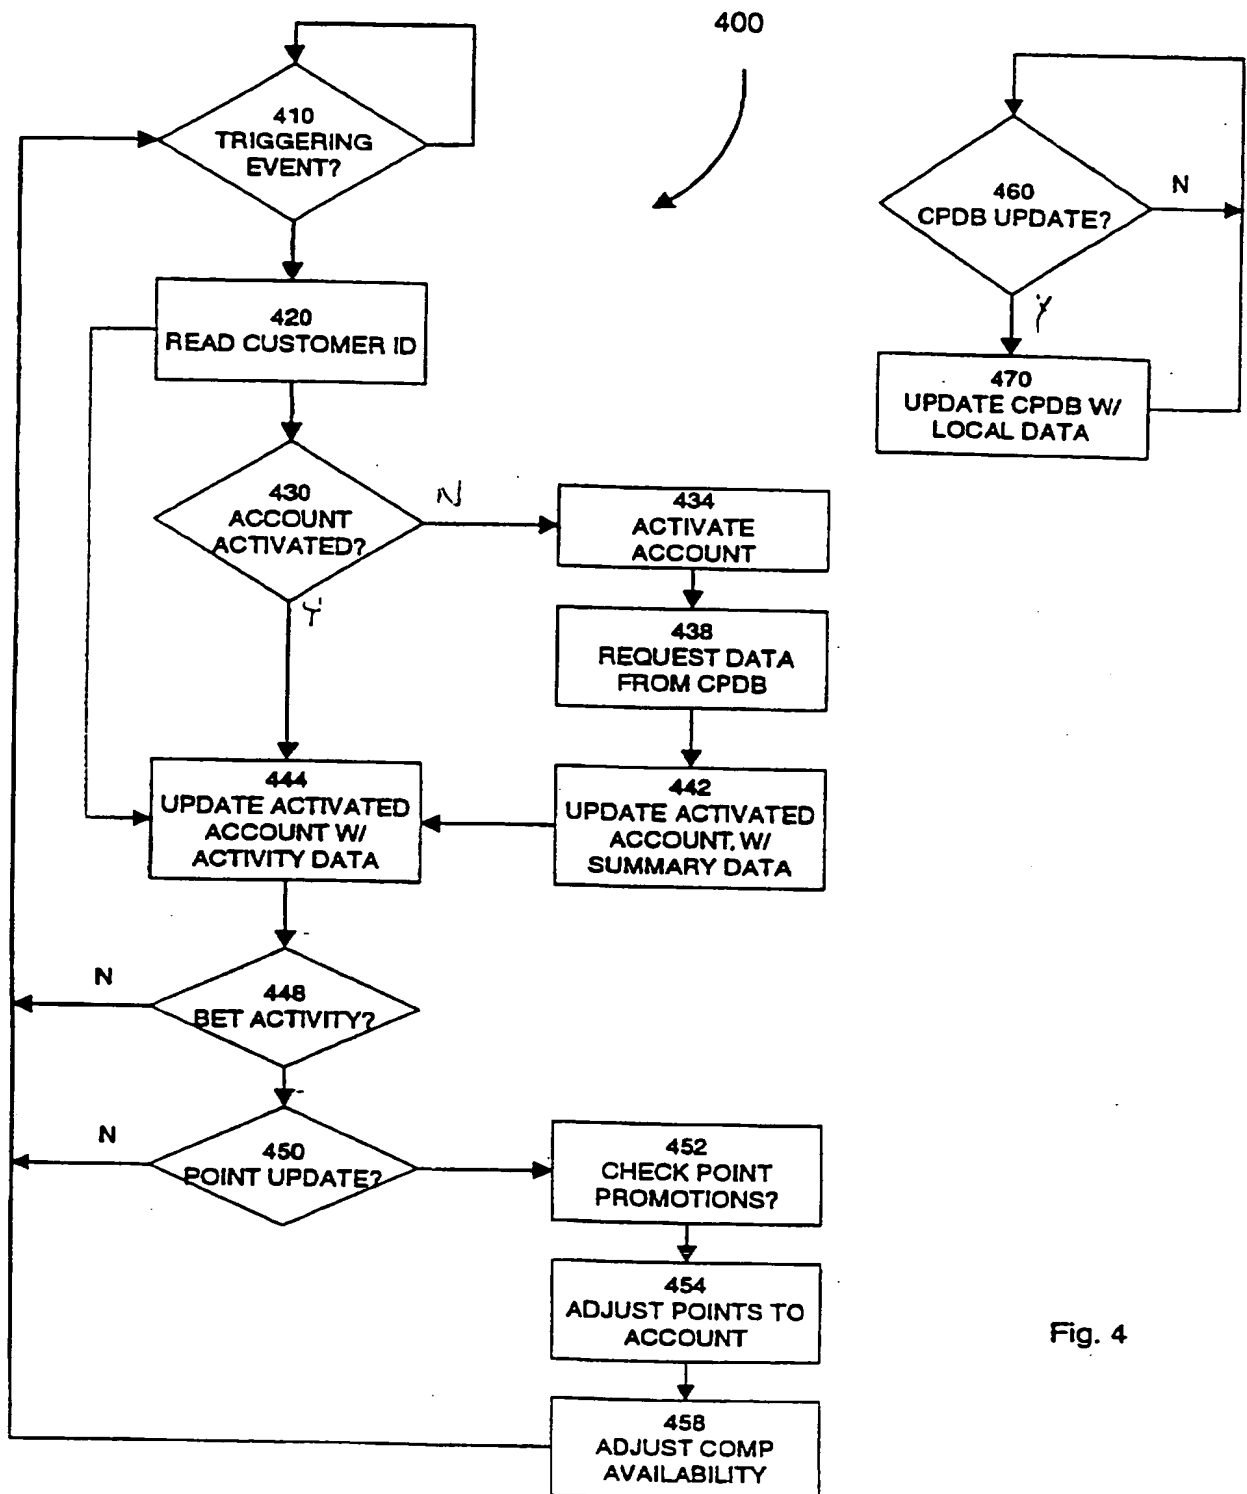 400
410
TRIGGERING
EVENT?
460
CPDB UPDATE?
N
Y
420
READ CUSTOMER ID
470
UPDATE CPDB W/
LOCAL DATA
430
ACCOUNT
ACTIVATED?
N
Y
434
ACTIVATE
ACCOUNT
438
REQUEST DATA
FROM CPDB
444
UPDATE ACTIVATED
ACCOUNT W/
ACTIVITY DATA
442
UPDATE ACTIVATED
ACCOUNT. W/
SUMMARY DATA
N
448
BET ACTIVITY?
N
450
POINT UPDATE?
452
CHECK POINT
PROMOTIONS?
454
ADJUST POINTS TO
ACCOUNT
458
ADJUST COMP
AVAILABILITY
Fig. 4